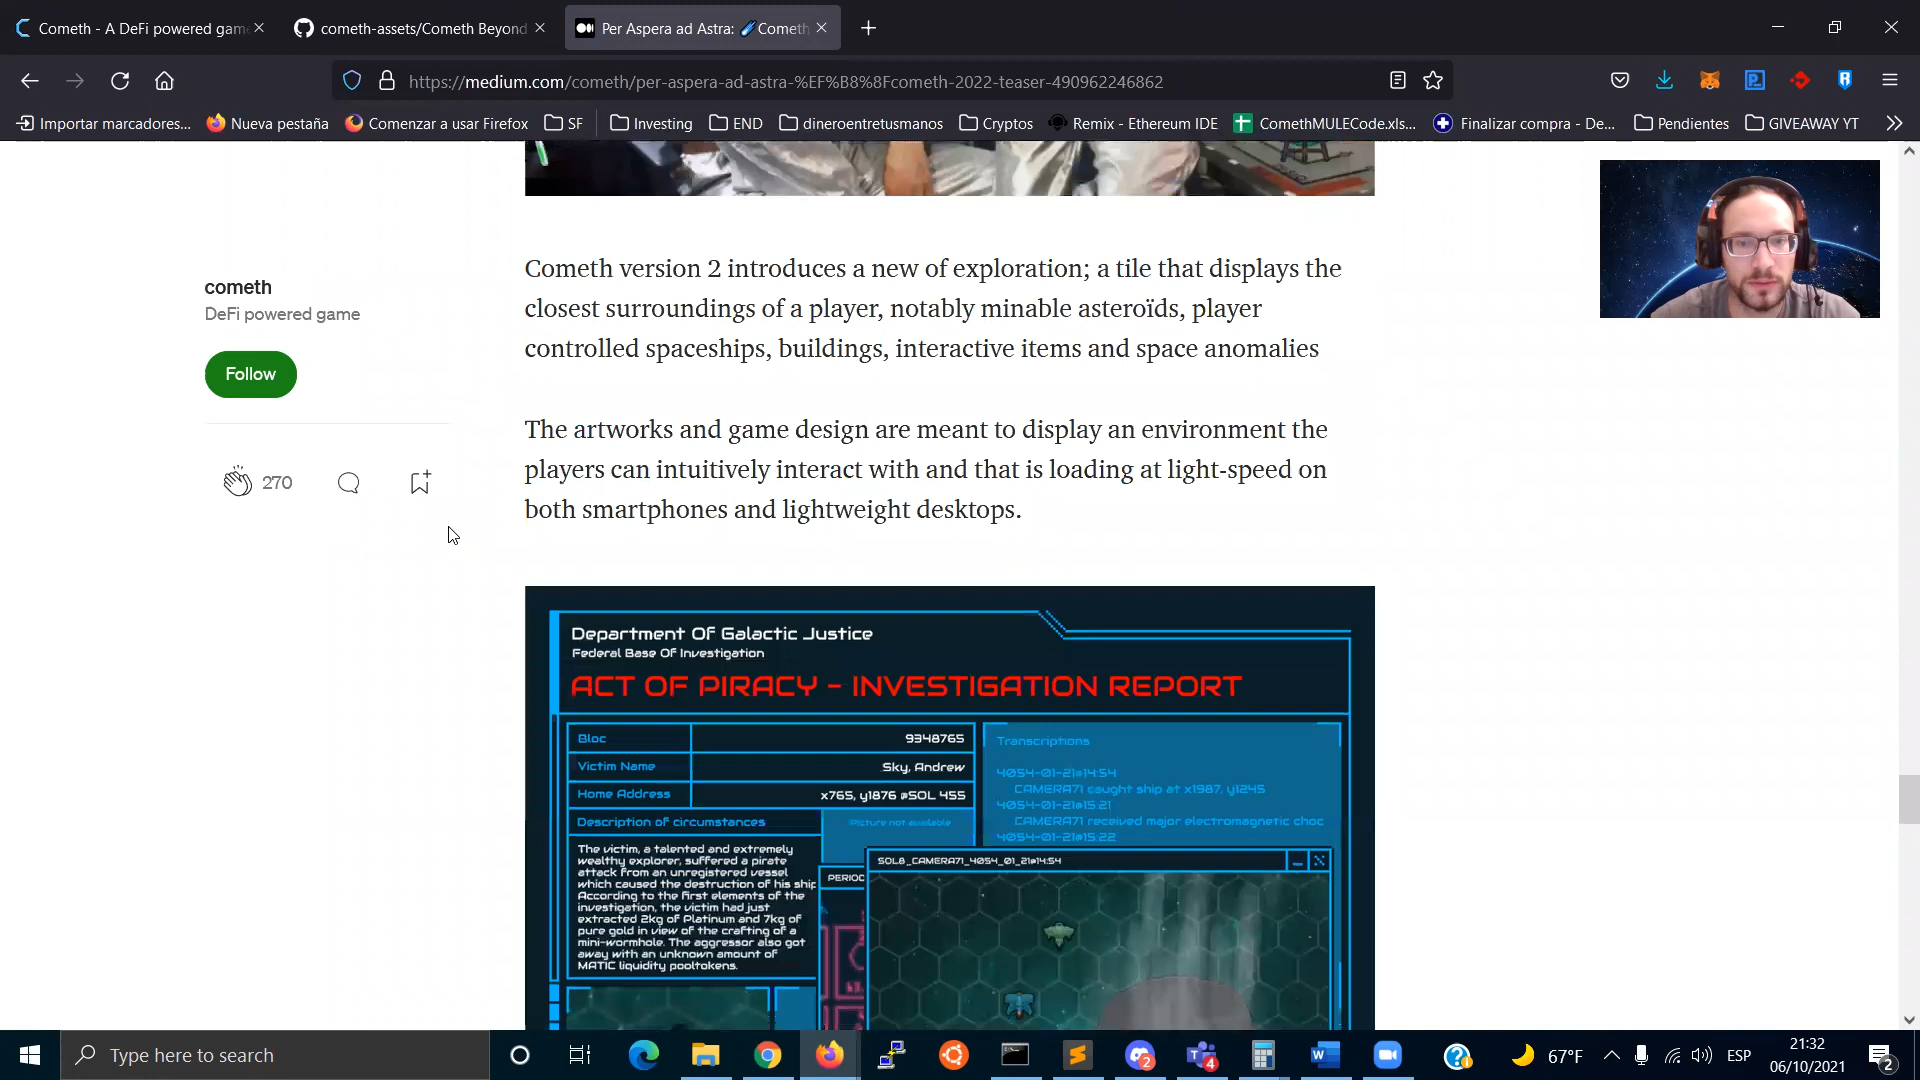 Cometh - A DeFi powered game
cometh-assets/Cometh Beyond
Per Aspera ad Astra: ☄️Cometh
https://medium.com/cometh/per-aspera-ad-astra-%EF%B8%8Fcometh-2022-teaser-490962246862
Importar marcadores...
Nueva pestaña
Comenzar a usar Firefox
SF
Investing
END
dineroentretusmanos
Cryptos
Remix - Ethereum IDE
ComethMULECode.xls...
Finalizar compra - De...
Pendientes
GIVEAWAY YT
Cometh version 2 introduces a new of exploration; a tile that displays the
closest surroundings of a player, notably minable asteroïds, player
controlled spaceships, buildings, interactive items and space anomalies
cometh
DeFi powered game
Follow
270
The artworks and game design are meant to display an environment the
players can intuitively interact with and that is loading at light-speed on
both smartphones and lightweight desktops.
Department Of Galactic Justice
Federal Base Of Investigation
ACT OF PIRACY - INVESTIGATION REPORT
Bloc 9348765
Victim Name Sky, Andrew
Home Address x765, y1876 @SOL 455
Description of circumstances
Picture not available
The victim, a talented and extremely
wealthy explorer, suffered a pirate
attack from an unregistered vessel
which caused the destruction of his ship
According to the first elements of the
investigation, the victim had just
extracted 2kg of Platinum and 7kg of
pure gold in view of the crafting of a
mini-wormhole. The aggressor also got
away with an unknown amount of
MATIC liquidity pooltokens.
Transcriptions
4054-01-21@14:54
CAMERA71 caught ship at x1987, y1245
4054-01-21@15:21
CAMERA71 received major electromagnetic choc
4054-01-21@15:22
PERIOD
SOL8_CAMERA71_4054_01_21@14:54
Type here to search
2
4
67°F
ESP
21:32
06/10/2021
2